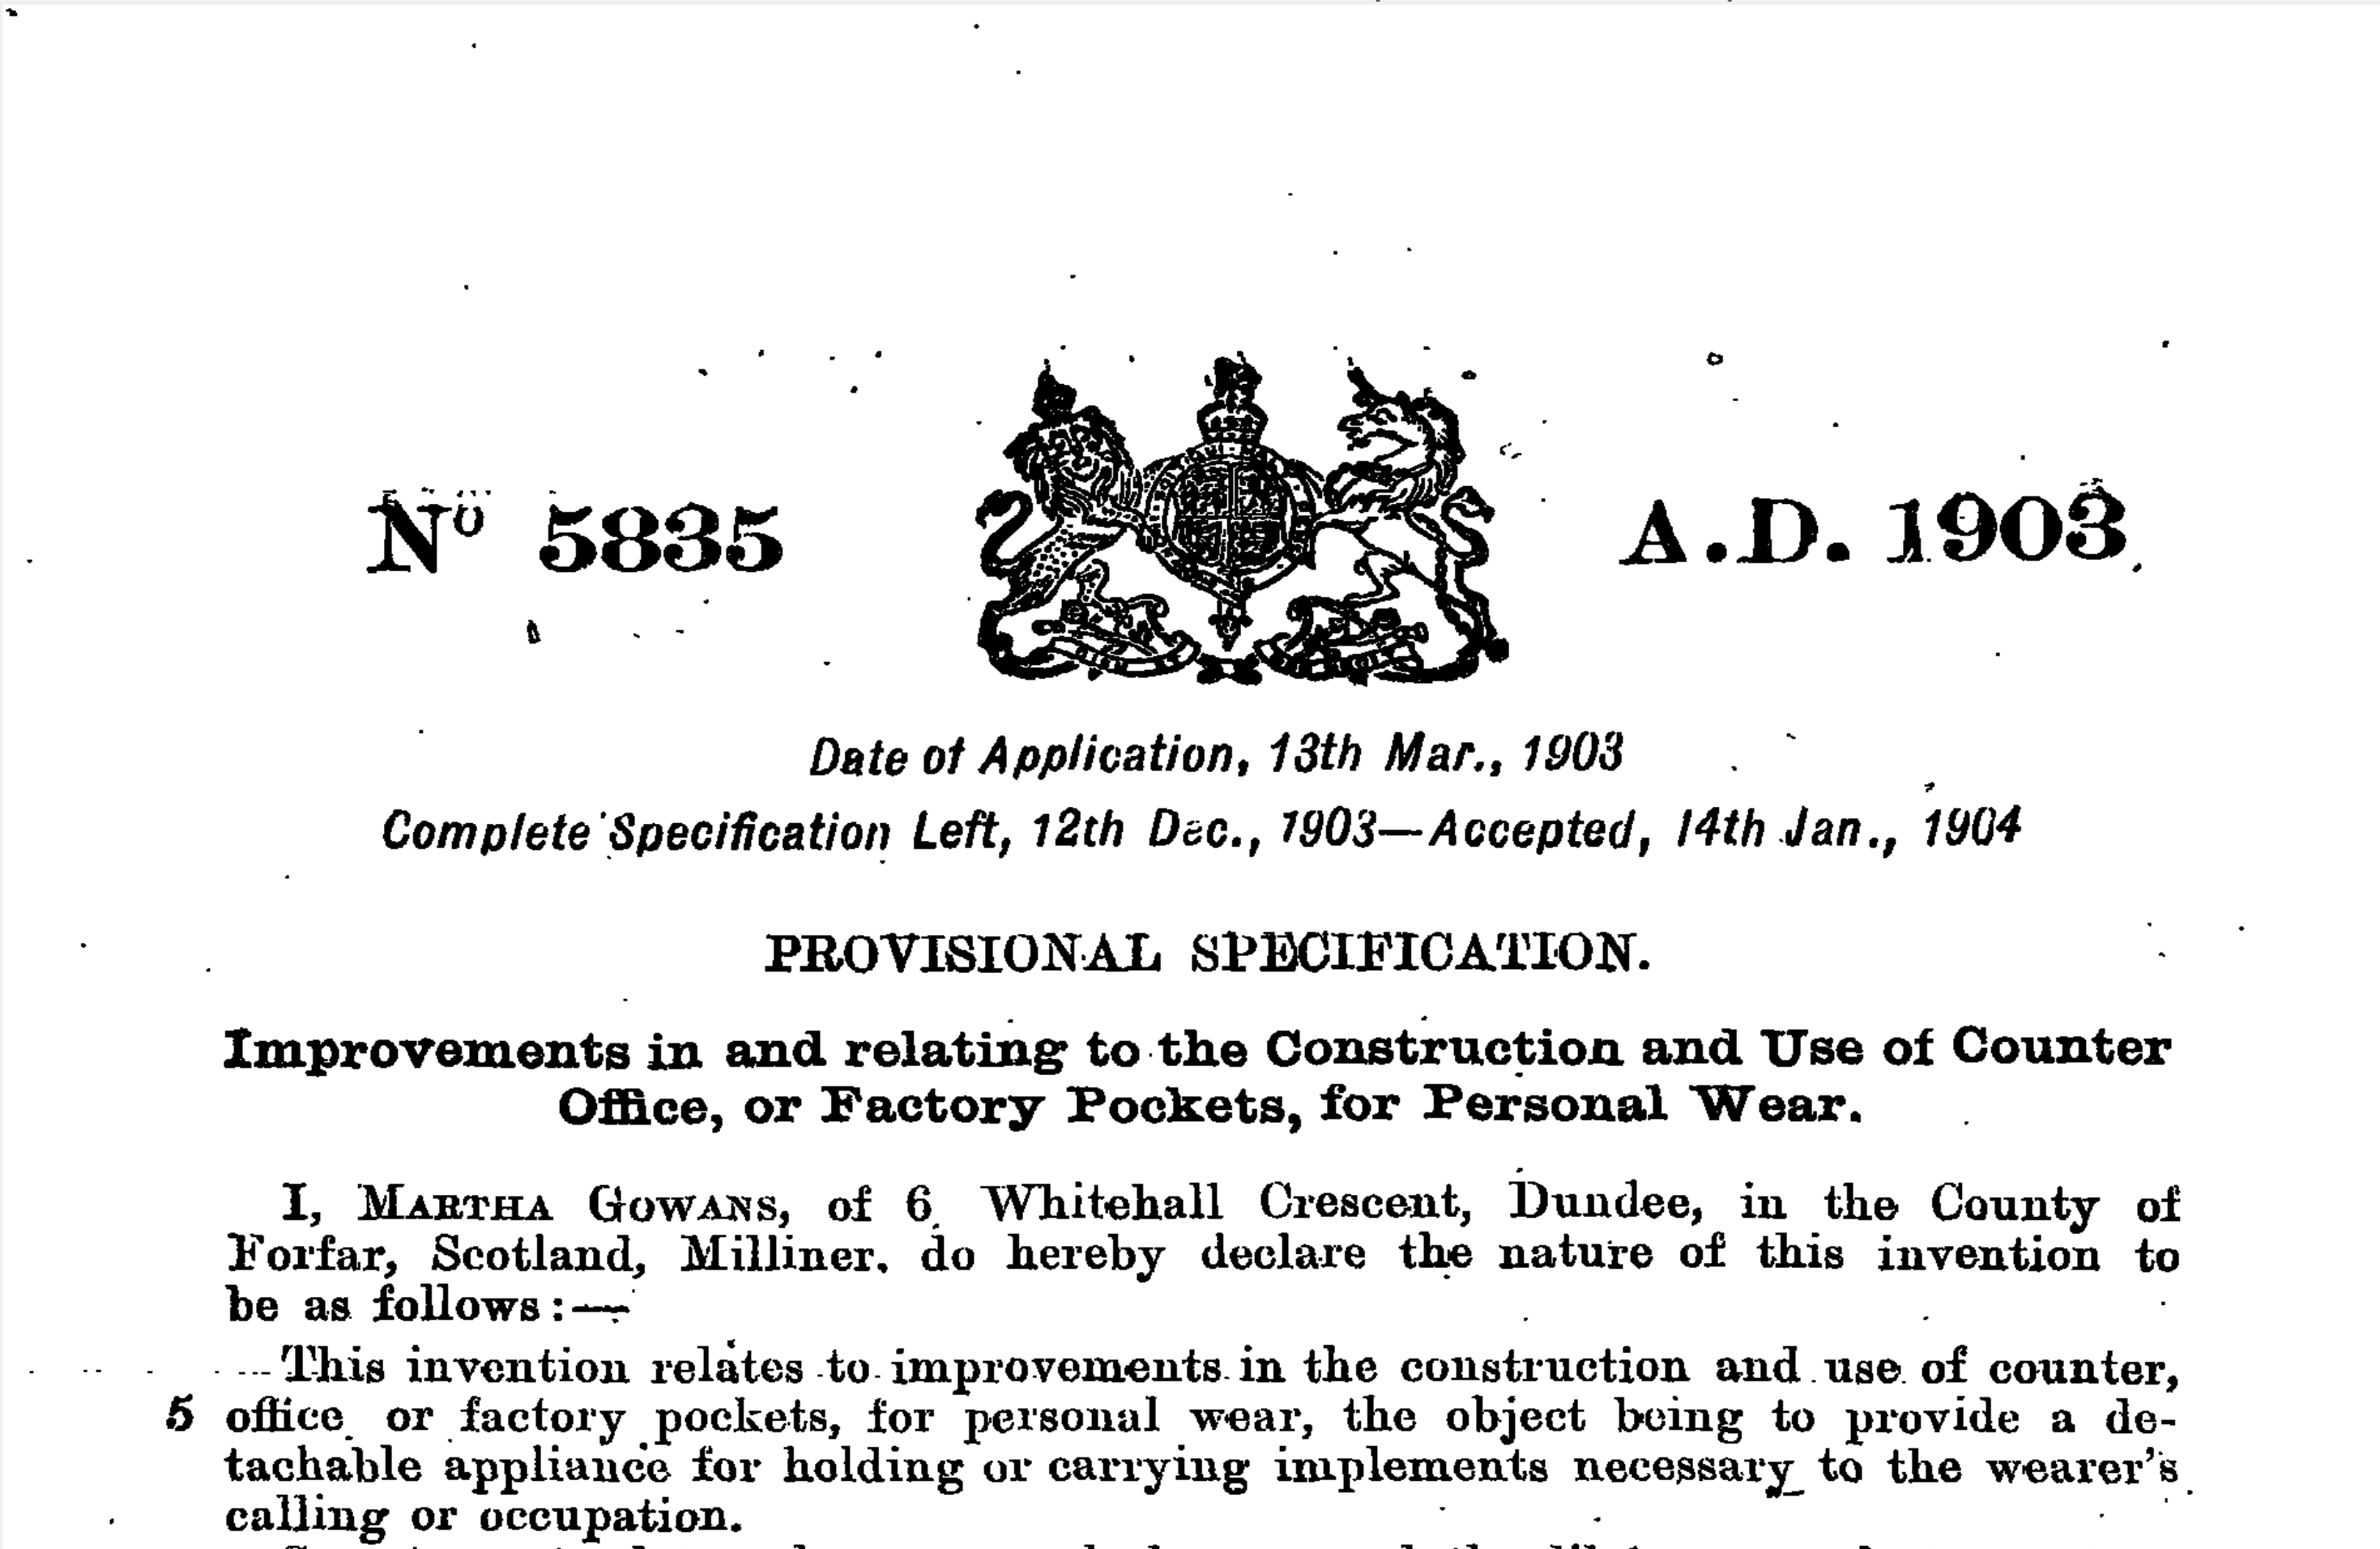 Nº 5835
A.D. 1903
Date of Application, 13th Mar., 1903
Complete Specification Left, 12th Dec., 1903—Accepted, 14th Jan., 1904
PROVISIONAL SPECIFICATION.
Improvements in and relating to the Construction and Use of Counter
Office, or Factory Pockets, for Personal Wear.
I, MARTHA GOWANS, of 6 Whitehall Crescent, Dundee, in the County of
Forfar, Scotland, Milliner, do hereby declare the nature of this invention to
be as follows:—
This invention relates to improvements in the construction and use of counter,
5 office or factory pockets, for personal wear, the object being to provide a de-
tachable appliance for holding or carrying implements necessary to the wearer's
calling or occupation.